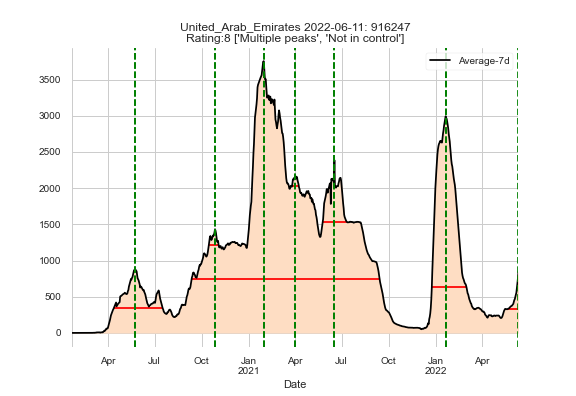 United_Arab_Emirates 2022-06-11: 916247
Rating:8 ['Multiple peaks', 'Not in control']
Average-7d
3500
3000
2500
2000
1500
1000
500
0
Apr
Jul
Oct
Jan
2021
Apr
Jul
Oct
Jan
2022
Apr
Date